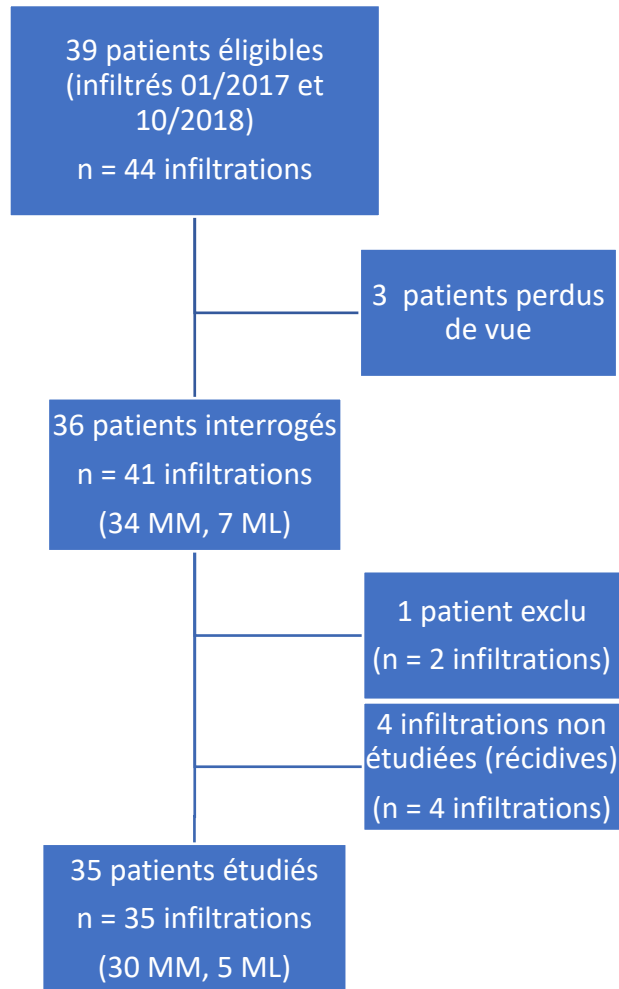 39 patients éligibles
(infiltrés 01/2017 et
10/2018)
n = 44 infiltrations
3 patients perdus
de vue
36 patients interrogés
n = 41 infiltrations
(34 MM, 7 ML)
1 patient exclu
(n = 2 infiltrations)
4 infiltrations non
étudiées (récidives)
(n = 4 infiltrations)
35 patients étudiés
n = 35 infiltrations
(30 MM, 5 ML)